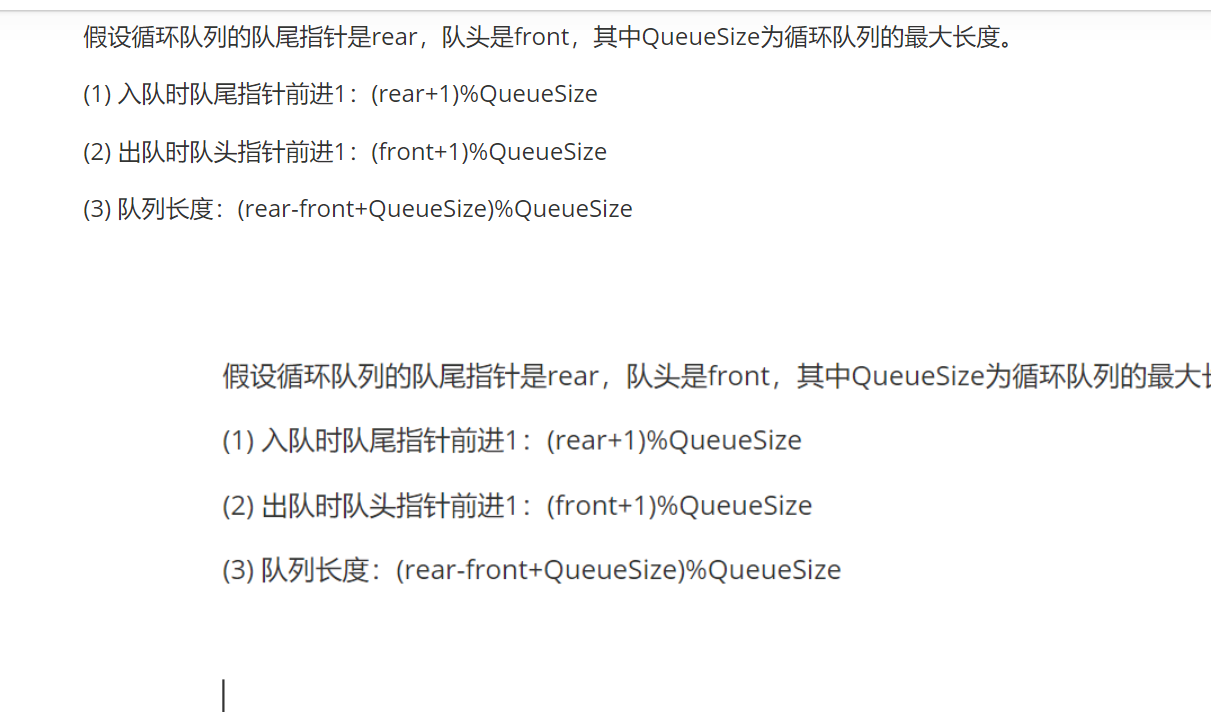 假设循环队列的队尾指针是rear，队头是front，其中QueueSize为循环队列的最大长度。
(1) 入队时队尾指针前进1：(rear+1)%QueueSize
(2) 出队时队头指针前进1：(front+1)%QueueSize
(3) 队列长度：(rear-front+QueueSize)%QueueSize
假设循环队列的队尾指针是rear，队头是front，其中QueueSize为循环队列的最大
(1) 入队时队尾指针前进1：(rear+1)%QueueSize
(2) 出队时队头指针前进1：(front+1)%QueueSize
(3) 队列长度：(rear-front+QueueSize)%QueueSize